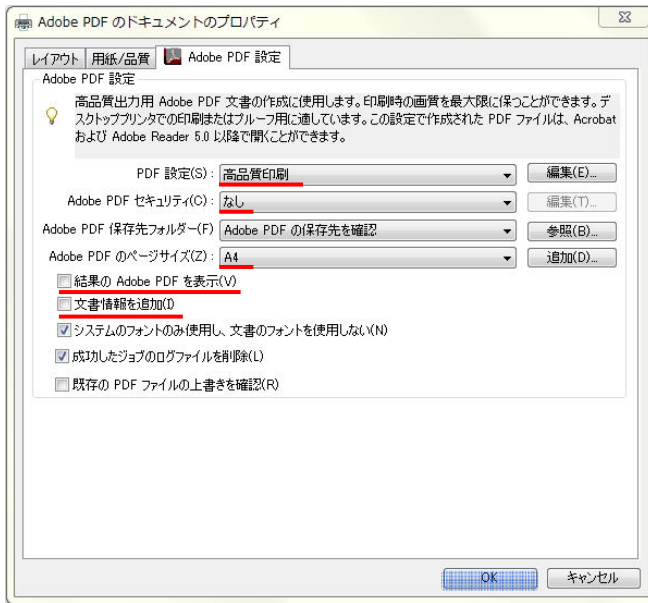 Adobe PDF のドキュメントのプロパティ
レイアウト 用紙/品質 Adobe PDF 設定
Adobe PDF 設定
高品質出力用 Adobe PDF 文書の作成に使用します。印刷時の画質を最大限に保つことができます。デ
スクトッププリンタでの印刷またはプルーフ用に適しています。この設定で作成された PDF ファイルは、Acrobat
および Adobe Reader 5.0 以降で開くことができます。
PDF 設定(S): 高品質印刷 編集(E)...
Adobe PDF セキュリティ(C): なし 編集(T)...
Adobe PDF 保存先フォルダー(F) Adobe PDF の保存先を確認 参照(B)...
Adobe PDF のページサイズ(Z): A4 追加(D)...
結果の Adobe PDF を表示(V)
文書情報を追加(I)
システムのフォントのみ使用し、文書のフォントを使用しない(N)
成功したジョブのログファイルを削除(L)
既存の PDF ファイルの上書きを確認(R)
OK キャンセル